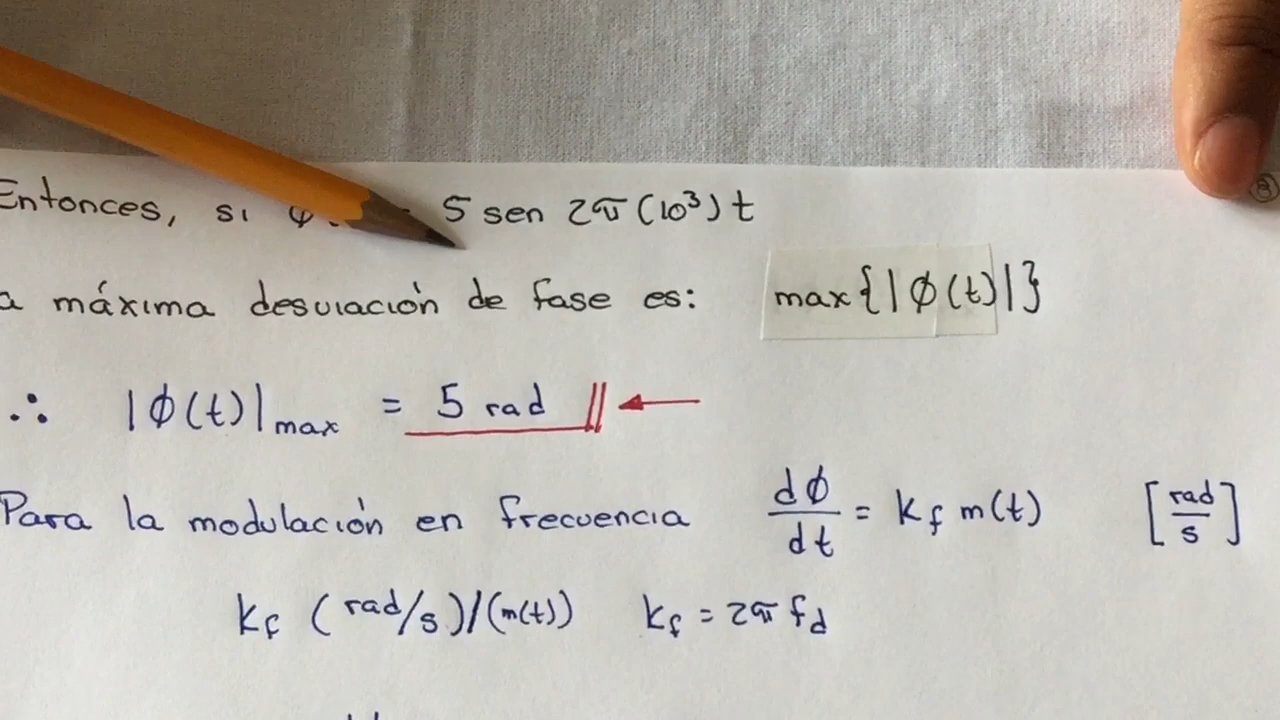 Entonces, si ϕ 5 sen 2π(10³)t
a máxima desviación de fase es: max{|ϕ(t)|}
∴ |ϕ(t)|max = 5 rad
Para la modulación en frecuencia dϕ/dt = kf m(t) [rad/s]
kf (rad/s)/(m(t)) kf = 2π fd